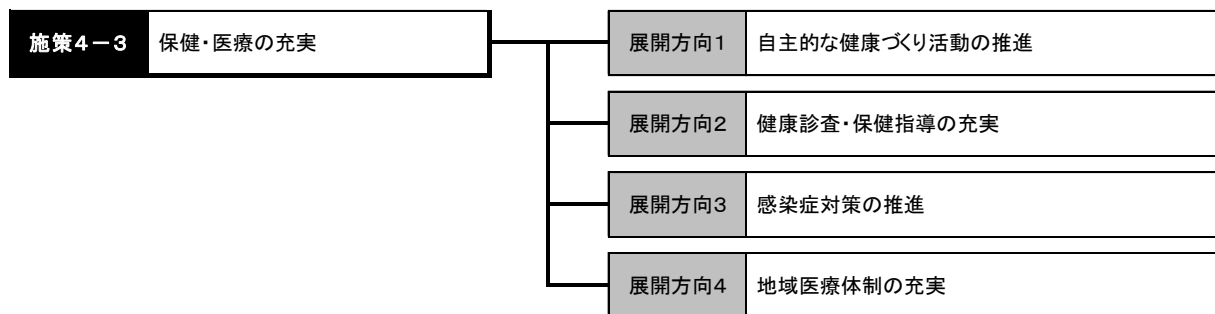 施策4－3 保健・医療の充実
展開方向1 自主的な健康づくり活動の推進
展開方向2 健康診査・保健指導の充実
展開方向3 感染症対策の推進
展開方向4 地域医療体制の充実